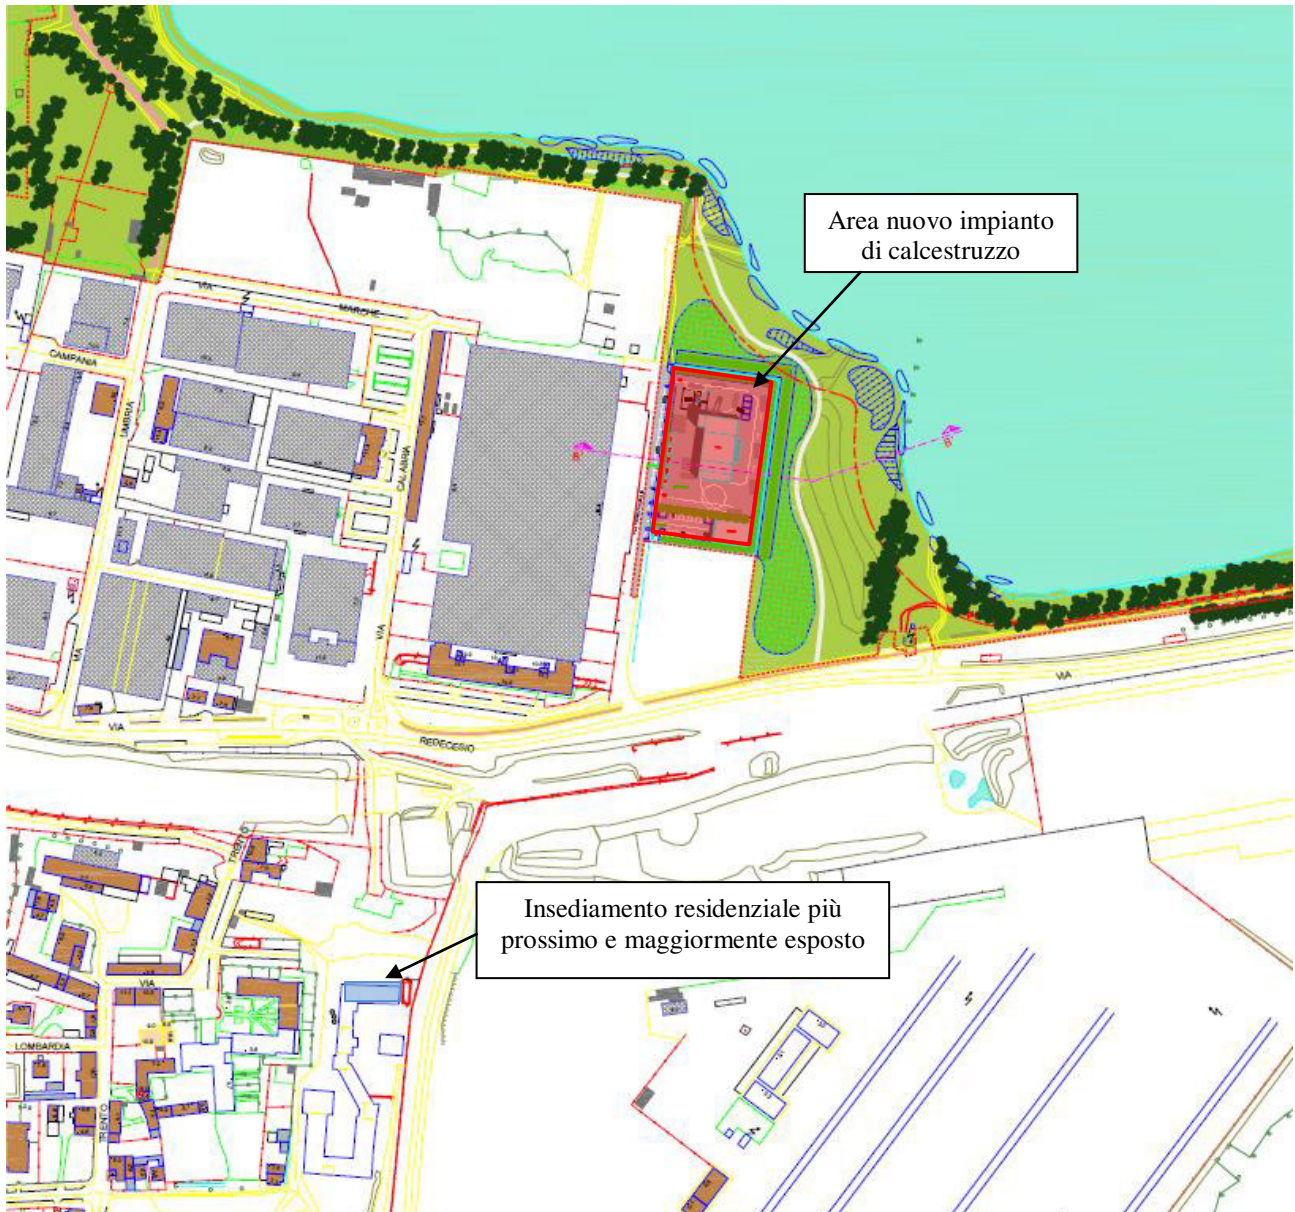 Area nuovo impianto
di calcestruzzo
VIA
MARCHE
CAMPANIA
UMBRIA
CALABRIA
VIA
VIA
VIA
REDECESIO
VIA
TRENTO
Insediamento residenziale più
prossimo e maggiormente esposto
VIA
LOMBARDIA
TRENTO